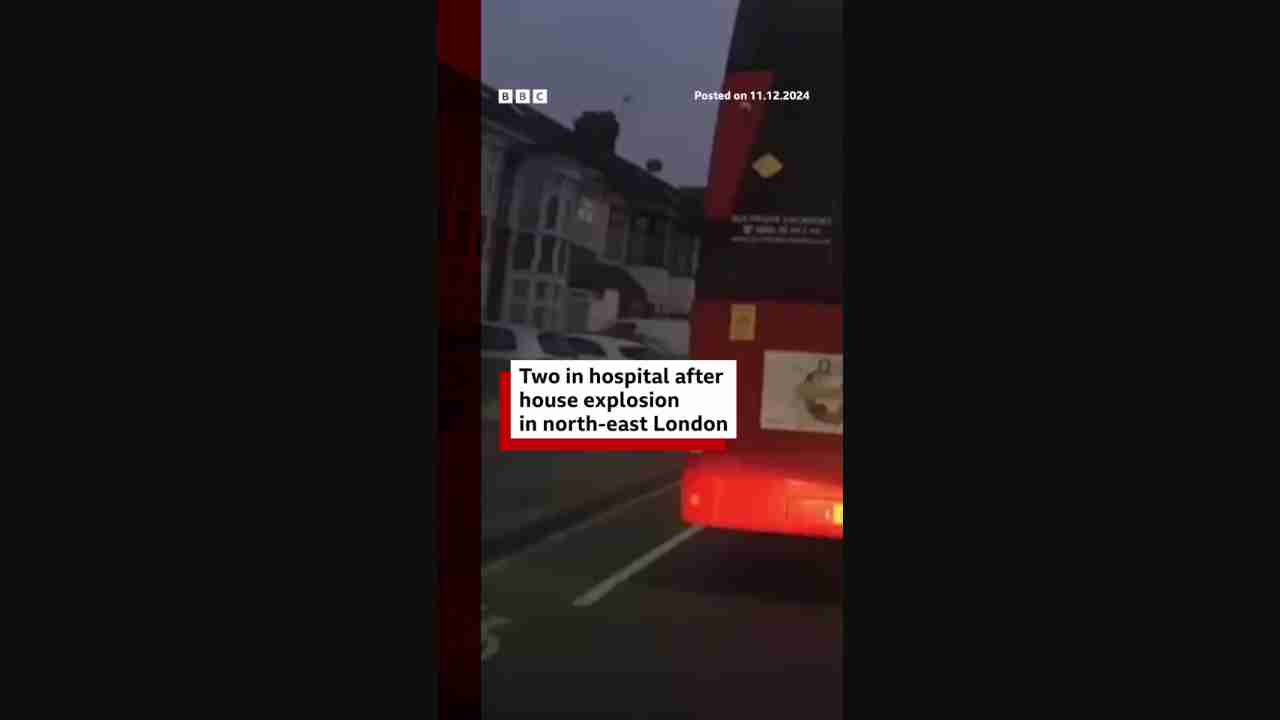 BBC
Posted on 11.12.2024
Two in hospital after
house explosion
in north-east London